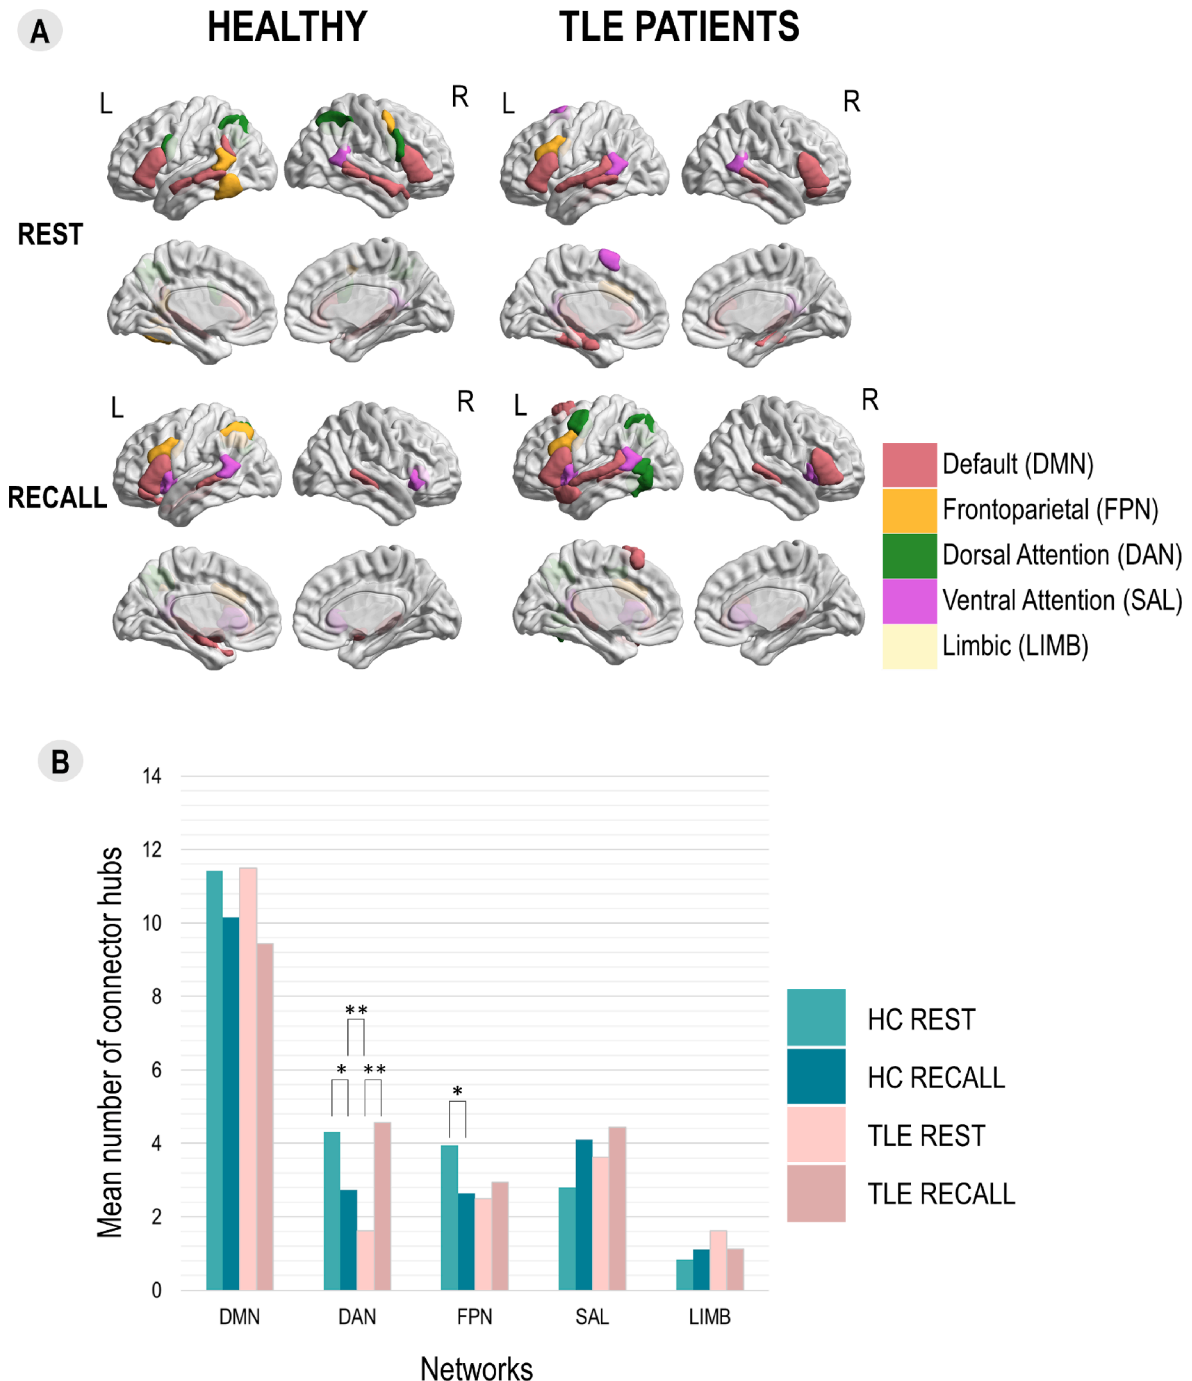 A
HEALTHY
TLE PATIENTS
L
R
L
R
REST
L
R
L
R
RECALL
Default (DMN)
Frontoparietal (FPN)
Dorsal Attention (DAN)
Ventral Attention (SAL)
Limbic (LIMB)
B
Mean number of connector hubs
14
12
10
8
6
4
2
0
**
*
**
*
DMN
DAN
FPN
SAL
LIMB
Networks
HC REST
HC RECALL
TLE REST
TLE RECALL